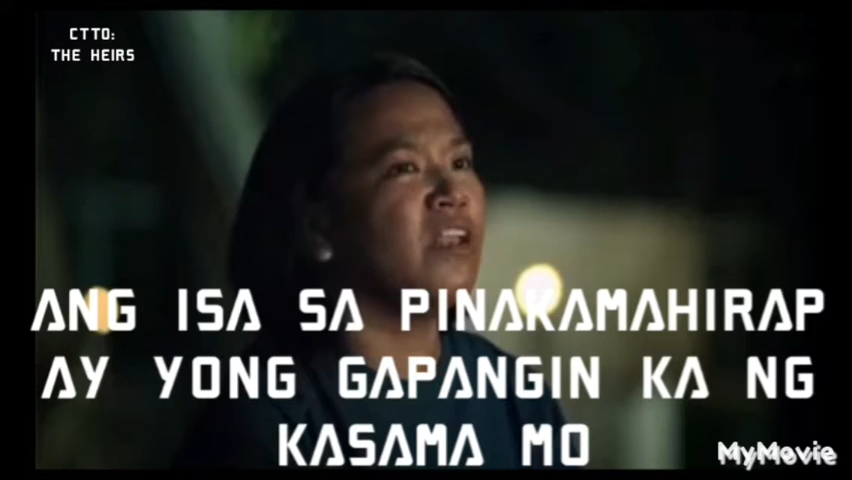 CTTO:
THE HEIRS
ANG ISA SA PINAKAMAHIRAP
AY YONG GAPANGIN KA NG
KASAMA MO
MyMovie